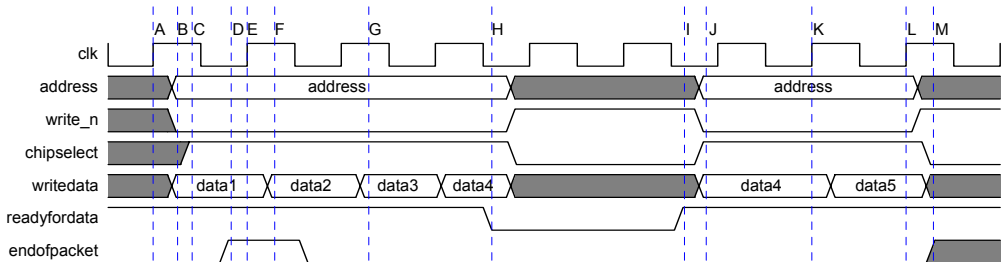 A B C D E F G H I J K L M
clk
address address address
write_n
chipselect
writedata data1 data2 data3 data4 data4 data5
readyfordata
endofpacket